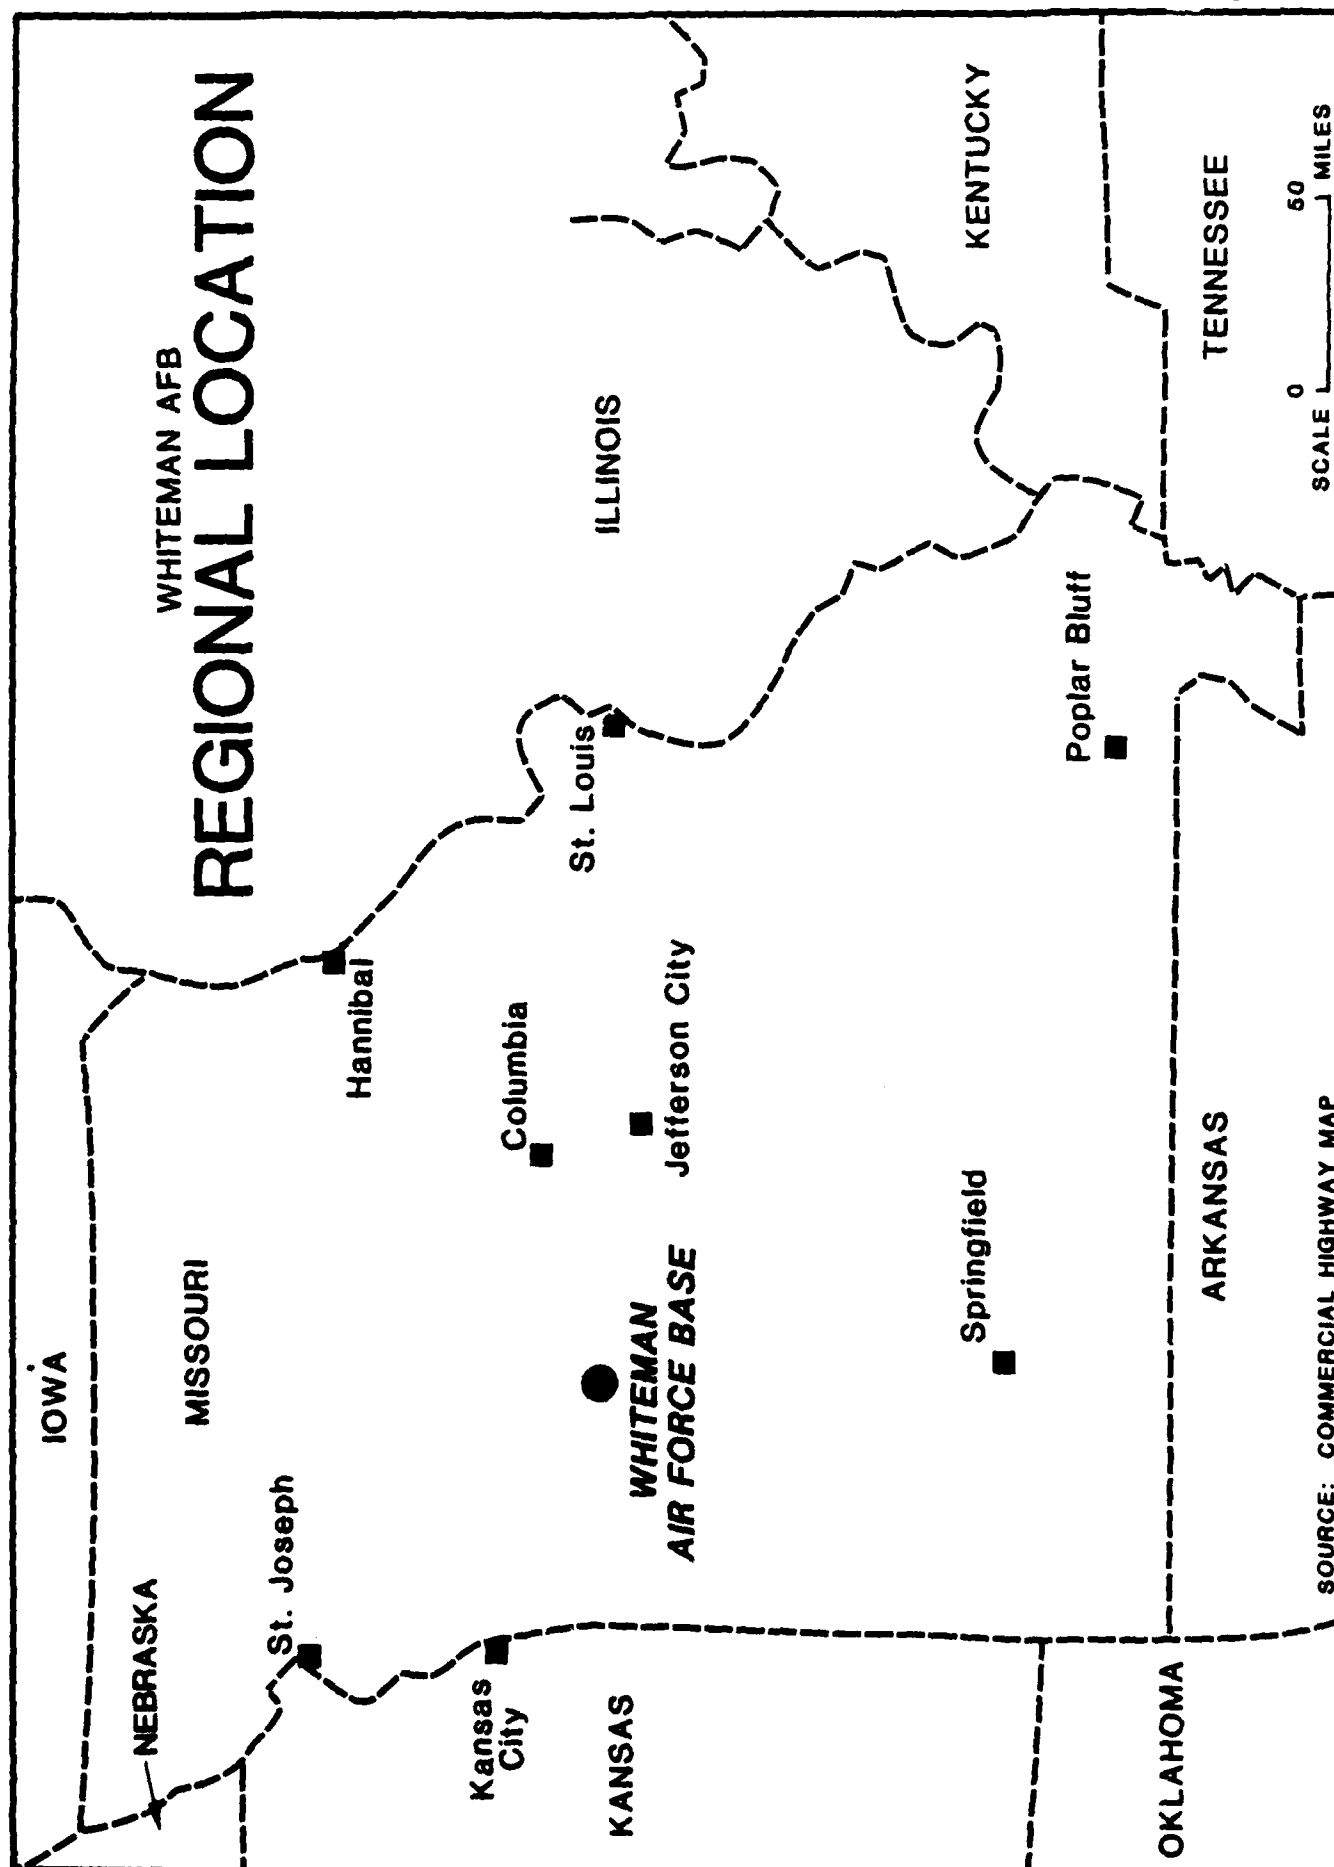 WHITEMAN AFB
REGIONAL LOCATION
IOWA
NEBRASKA
MISSOURI
St. Joseph
Hannibal
Kansas
City
Columbia
St. Louis
ILLINOIS
KANSAS
WHITEMAN
AIR FORCE BASE
Jefferson City
Springfield
KENTUCKY
Poplar Bluff
OKLAHOMA
ARKANSAS
TENNESSEE
0 50
SCALE MILES
SOURCE: COMMERCIAL HIGHWAY MAP